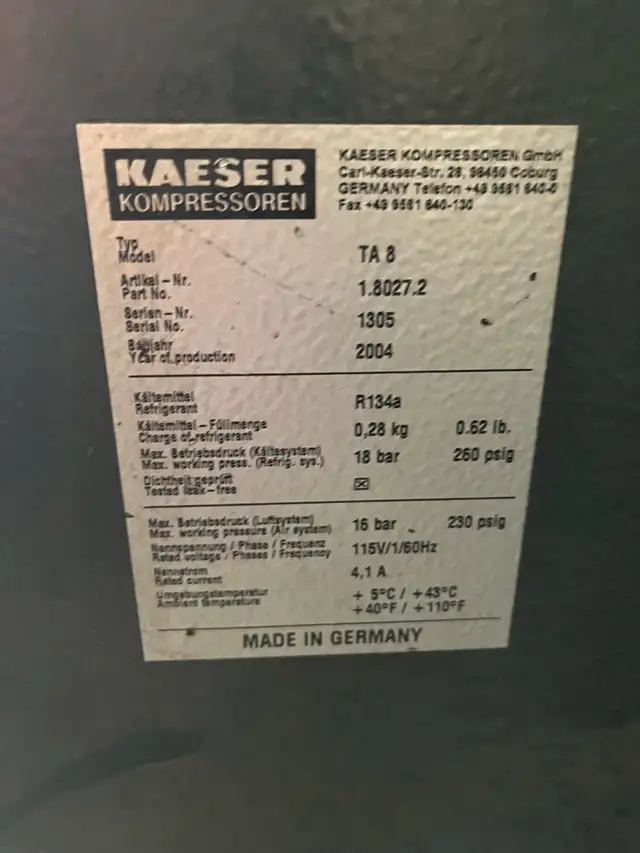 KAESER
KOMPRESSOREN
KAESER KOMPRESSOREN GmbH
Carl-Kaeser-Str. 26, 96450 Coburg
GERMANY Telefon +49 9561 640-0
Fax +49 9561 640-130
Typ
Model
TA 8
Artikel-Nr.
Part No.
1.8027.2
Serien-Nr.
Serial No.
1305
Baujahr
Year of production
2004
Kältemittel
Refrigerant
R134a
Kältemittel-Füllmenge
Charge of refrigerant
0,28 kg 0.62 lb.
Max. Betriebsdruck (Kältesystem)
Max. working press. (Refrig. sys.)
18 bar 260 psig
Dichtheit geprüft
Tested leak-free
☒
Max. Betriebsdruck (Luftsystem)
Max. working pressure (Air system)
16 bar 230 psig
Nennspannung / Phase / Frequenz
Rated voltage / Phases / Frequency
115V/1/60Hz
Nennstrom
Rated current
4,1 A
Umgebungstemperatur
Ambient temperature
+ 5°C / +43°C
+40°F / +110°F
MADE IN GERMANY